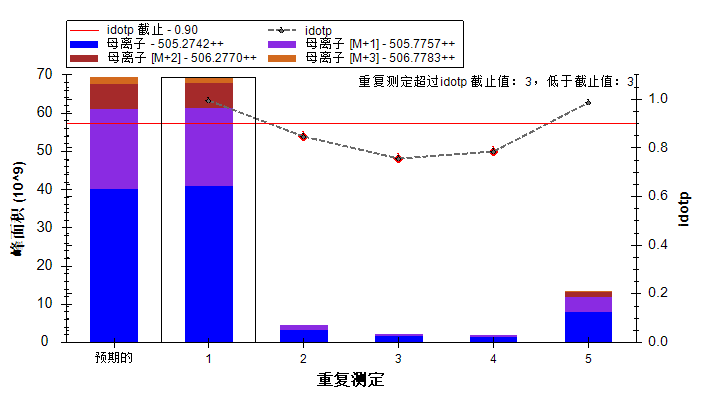 idotp 截止 - 0.90
idotp
母离子 - 505.2742++
母离子 [M+1] - 505.7757++
母离子 [M+2] - 506.2770++
母离子 [M+3] - 506.7783++
重复测定超过idotp 截止值：3，低于截止值：3
70
60
50
40
30
20
10
0
峰面积 (10^9)
1.0
0.8
0.6
0.4
0.2
0.0
idotp
预期的
1
2
3
4
5
重复测定